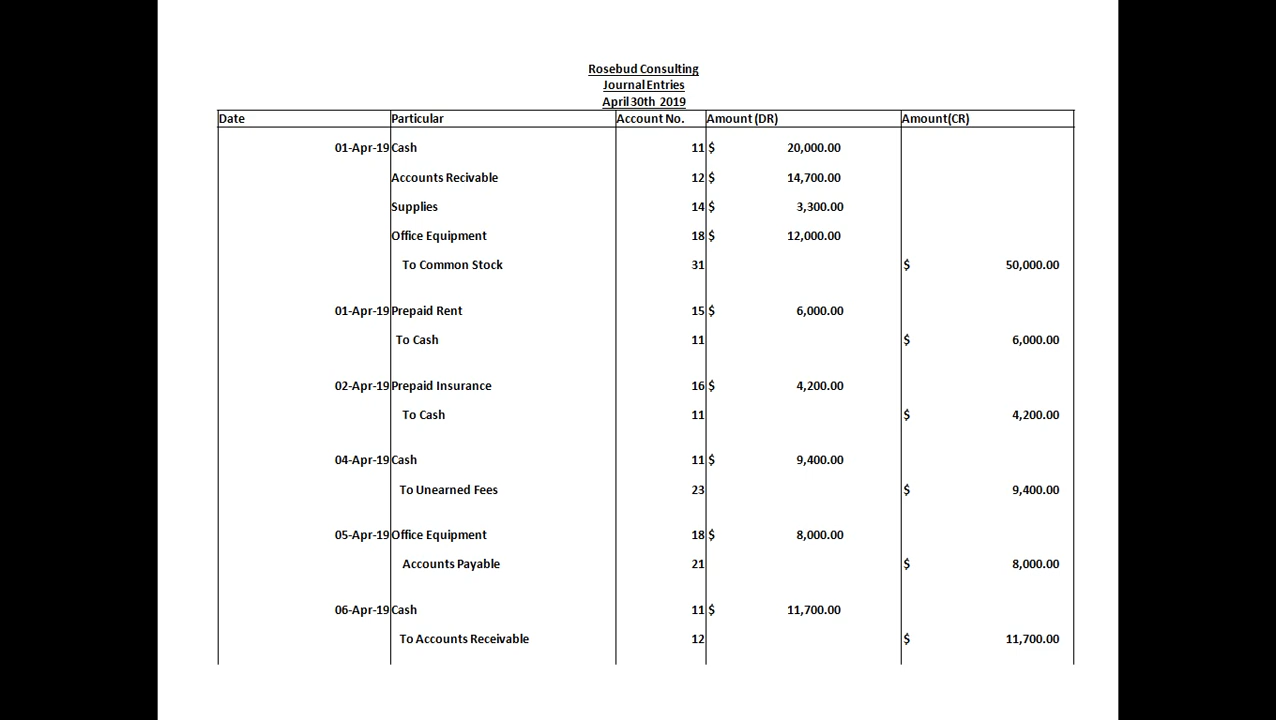 Rosebud Consulting
Journal Entries
April 30th 2019
Date Particular Account No. Amount (DR) Amount(CR)
01-Apr-19 Cash 11 $ 20,000.00
Accounts Recivable 12 $ 14,700.00
Supplies 14 $ 3,300.00
Office Equipment 18 $ 12,000.00
To Common Stock 31 $ 50,000.00
01-Apr-19 Prepaid Rent 15 $ 6,000.00
To Cash 11 $ 6,000.00
02-Apr-19 Prepaid Insurance 16 $ 4,200.00
To Cash 11 $ 4,200.00
04-Apr-19 Cash 11 $ 9,400.00
To Unearned Fees 23 $ 9,400.00
05-Apr-19 Office Equipment 18 $ 8,000.00
Accounts Payable 21 $ 8,000.00
06-Apr-19 Cash 11 $ 11,700.00
To Accounts Receivable 12 $ 11,700.00